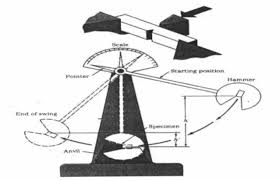 Scale
Pointer
Starting position
Hammer
End of swing
Specimen
Anvil
h
h'